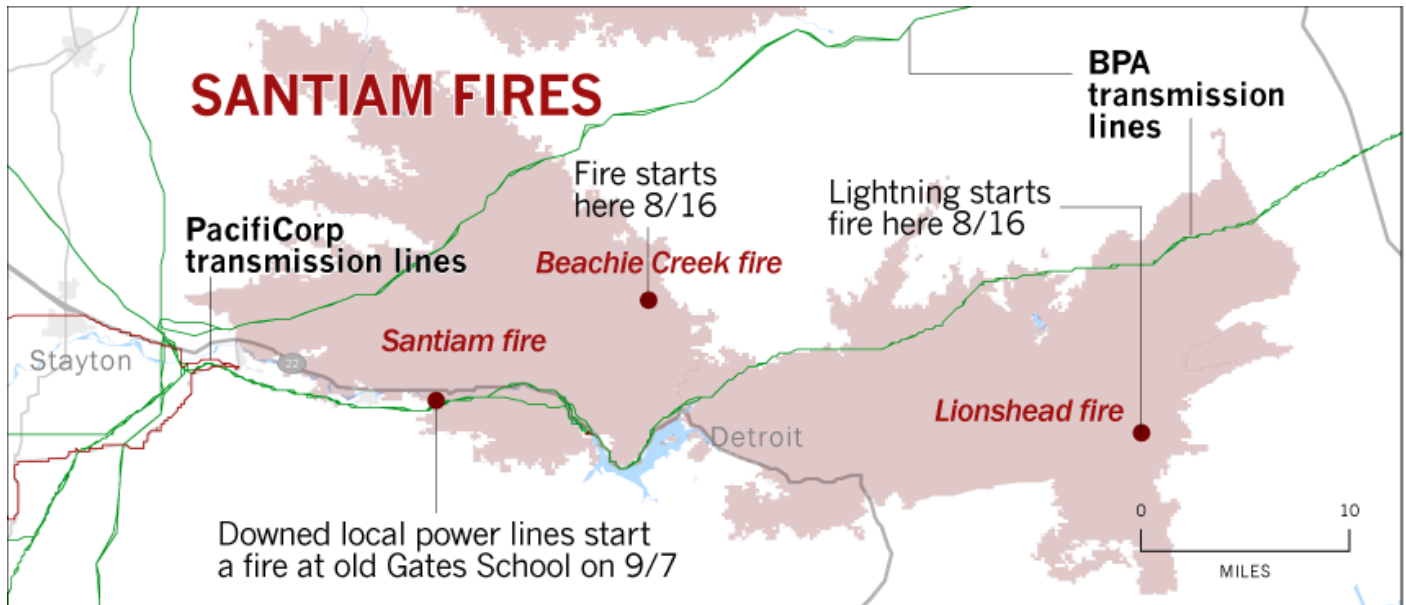 SANTIAM FIRES
BPA
transmission
lines
Fire starts
here 8/16
Lightning starts
fire here 8/16
PacifiCorp
transmission lines
Beachie Creek fire
Santiam fire
Stayton
22
Lionshead fire
Detroit
Downed local power lines start
a fire at old Gates School on 9/7
0 10
MILES